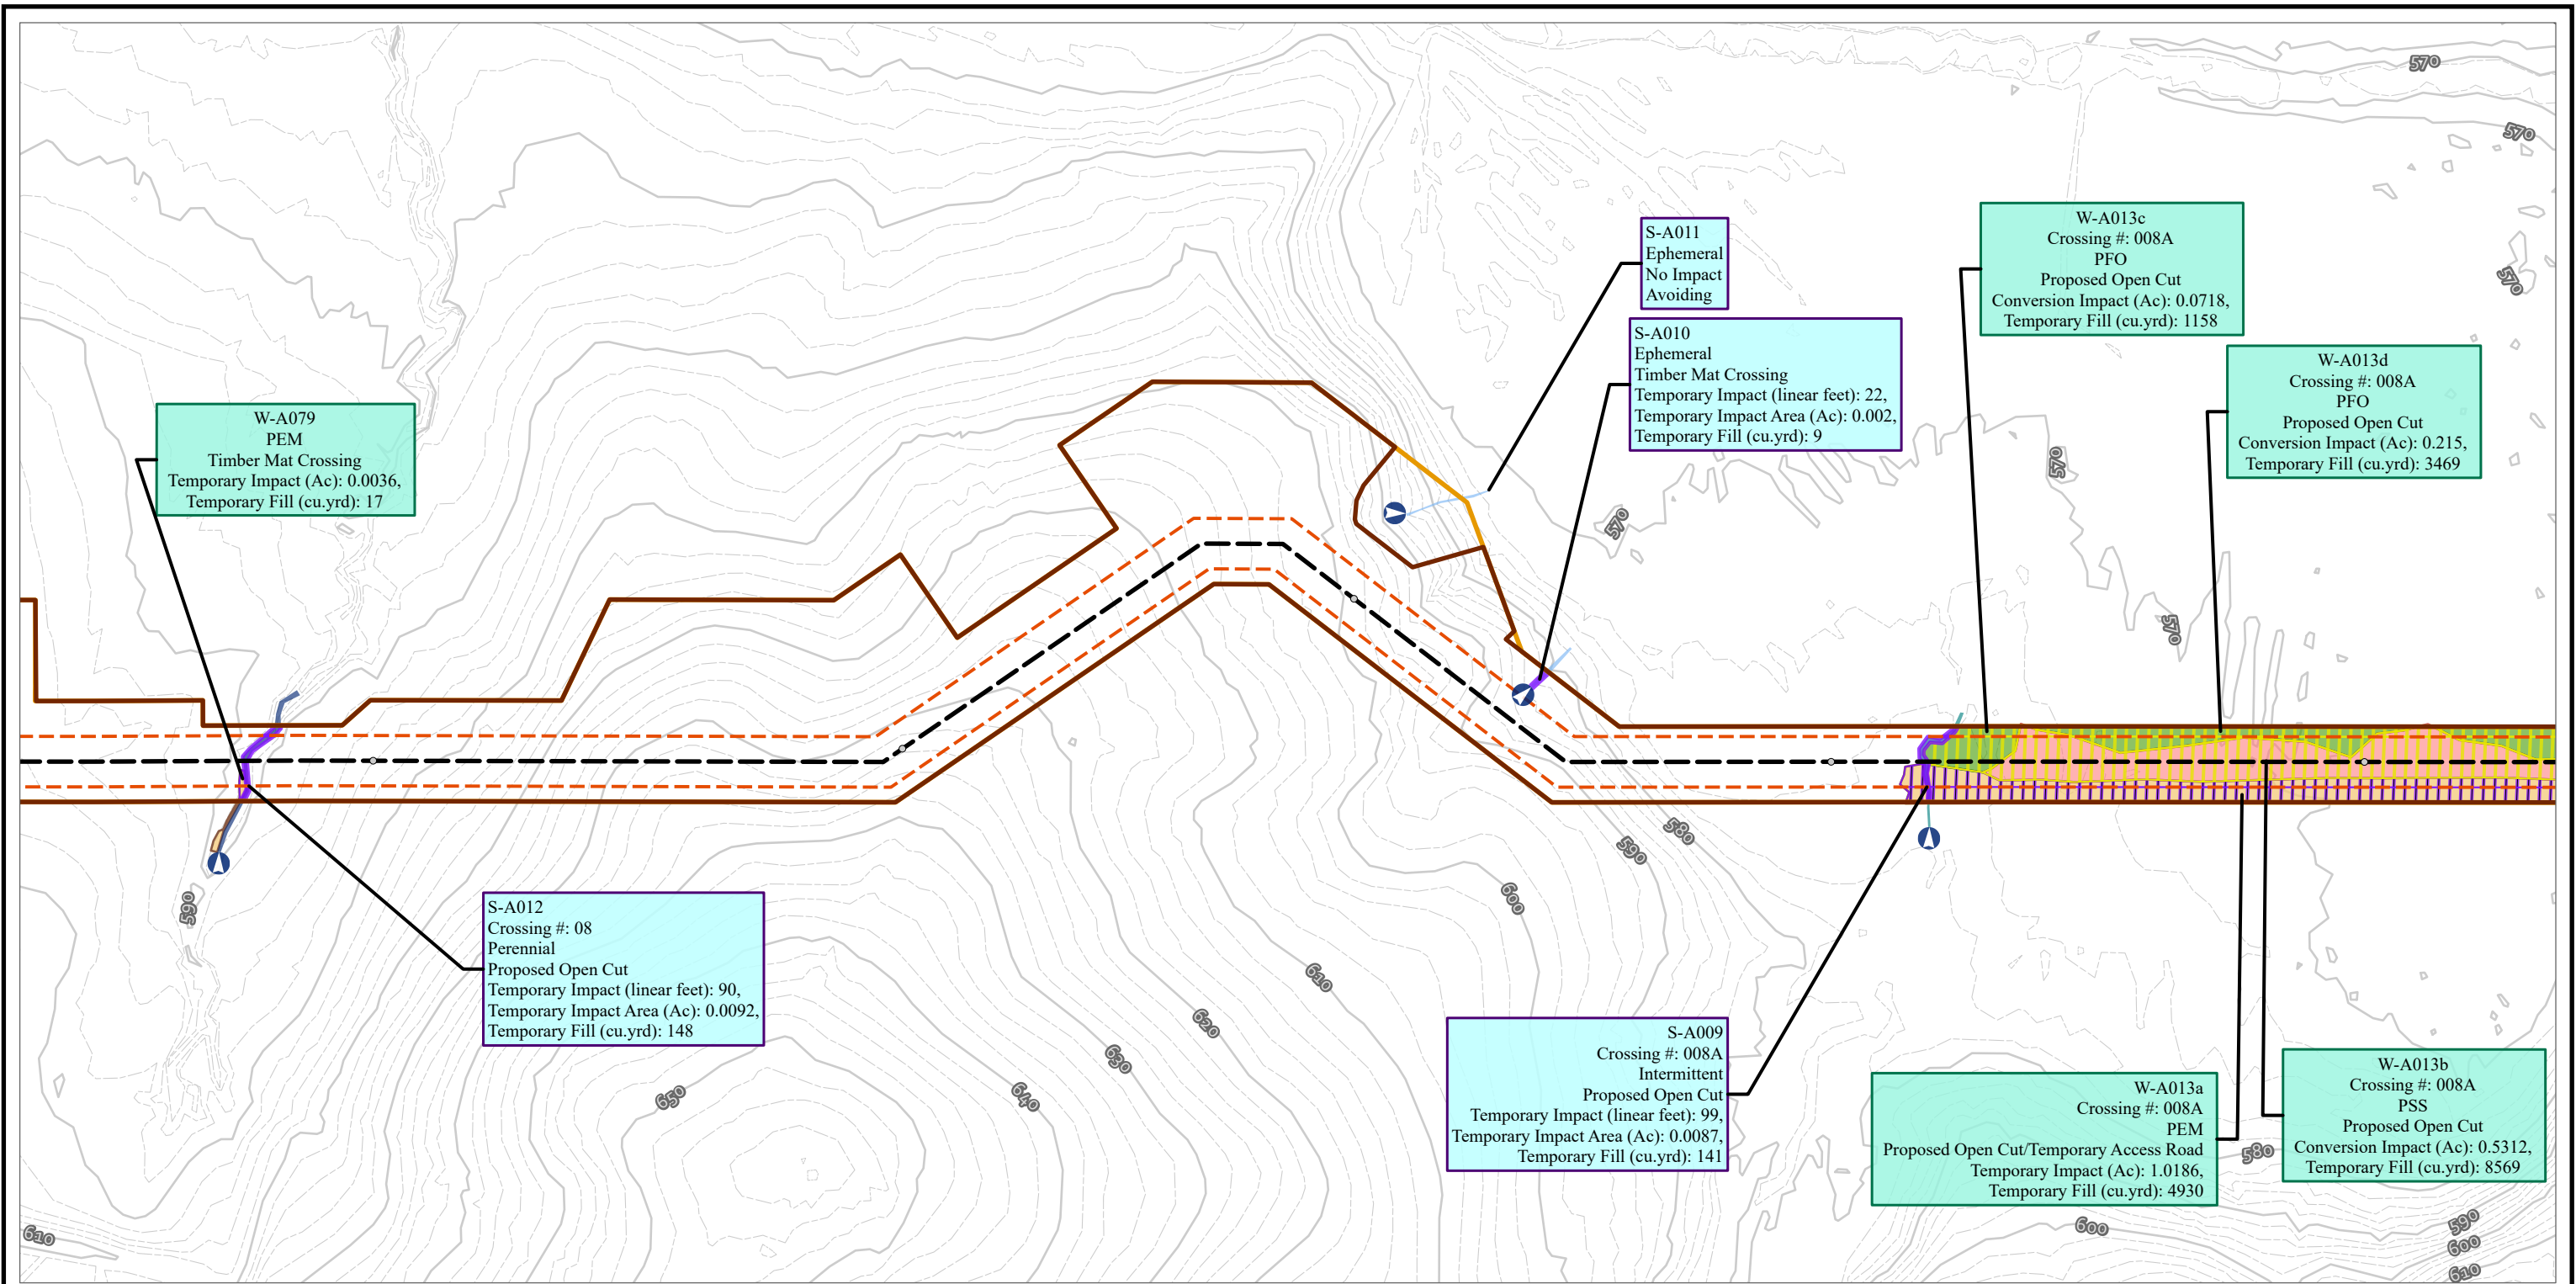 570
570
570
S-A011
Ephemeral
No Impact
Avoiding
W-A013c
Crossing #: 008A
PFO
Proposed Open Cut
Conversion Impact (Ac): 0.0718,
Temporary Fill (cu.yrd): 1158
S-A010
Ephemeral
Timber Mat Crossing
Temporary Impact (linear feet): 22,
Temporary Impact Area (Ac): 0.002,
Temporary Fill (cu.yrd): 9
W-A013d
Crossing #: 008A
PFO
Proposed Open Cut
Conversion Impact (Ac): 0.215,
Temporary Fill (cu.yrd): 3469
W-A079
PEM
Timber Mat Crossing
Temporary Impact (Ac): 0.0036,
Temporary Fill (cu.yrd): 17
570
570
570
580
590
590
600
S-A012
Crossing #: 08
Perennial
Proposed Open Cut
Temporary Impact (linear feet): 90,
Temporary Impact Area (Ac): 0.0092,
Temporary Fill (cu.yrd): 148
610
620
630
640
650
S-A009
Crossing #: 008A
Intermittent
Proposed Open Cut
Temporary Impact (linear feet): 99,
Temporary Impact Area (Ac): 0.0087,
Temporary Fill (cu.yrd): 141
W-A013a
Crossing #: 008A
PEM
Proposed Open Cut/Temporary Access Road
Temporary Impact (Ac): 1.0186,
Temporary Fill (cu.yrd): 4930
W-A013b
Crossing #: 008A
PSS
Proposed Open Cut
Conversion Impact (Ac): 0.5312,
Temporary Fill (cu.yrd): 8569
580
610
600
590
600
610